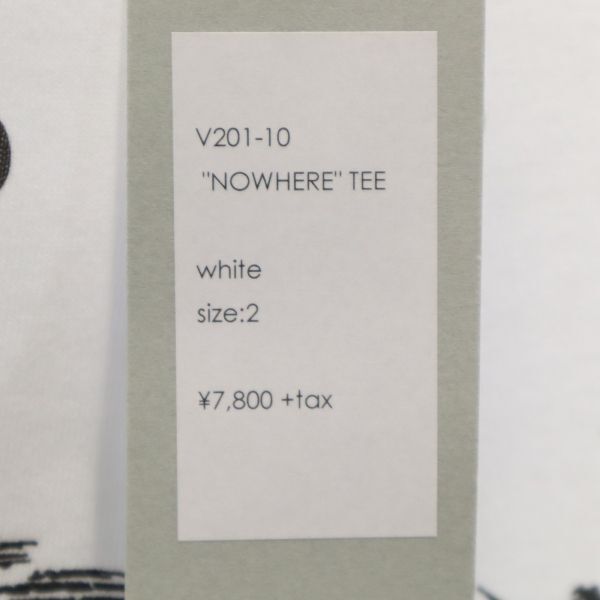 V201-10
"NOWHERE" TEE
white
size:2
¥7,800 +tax